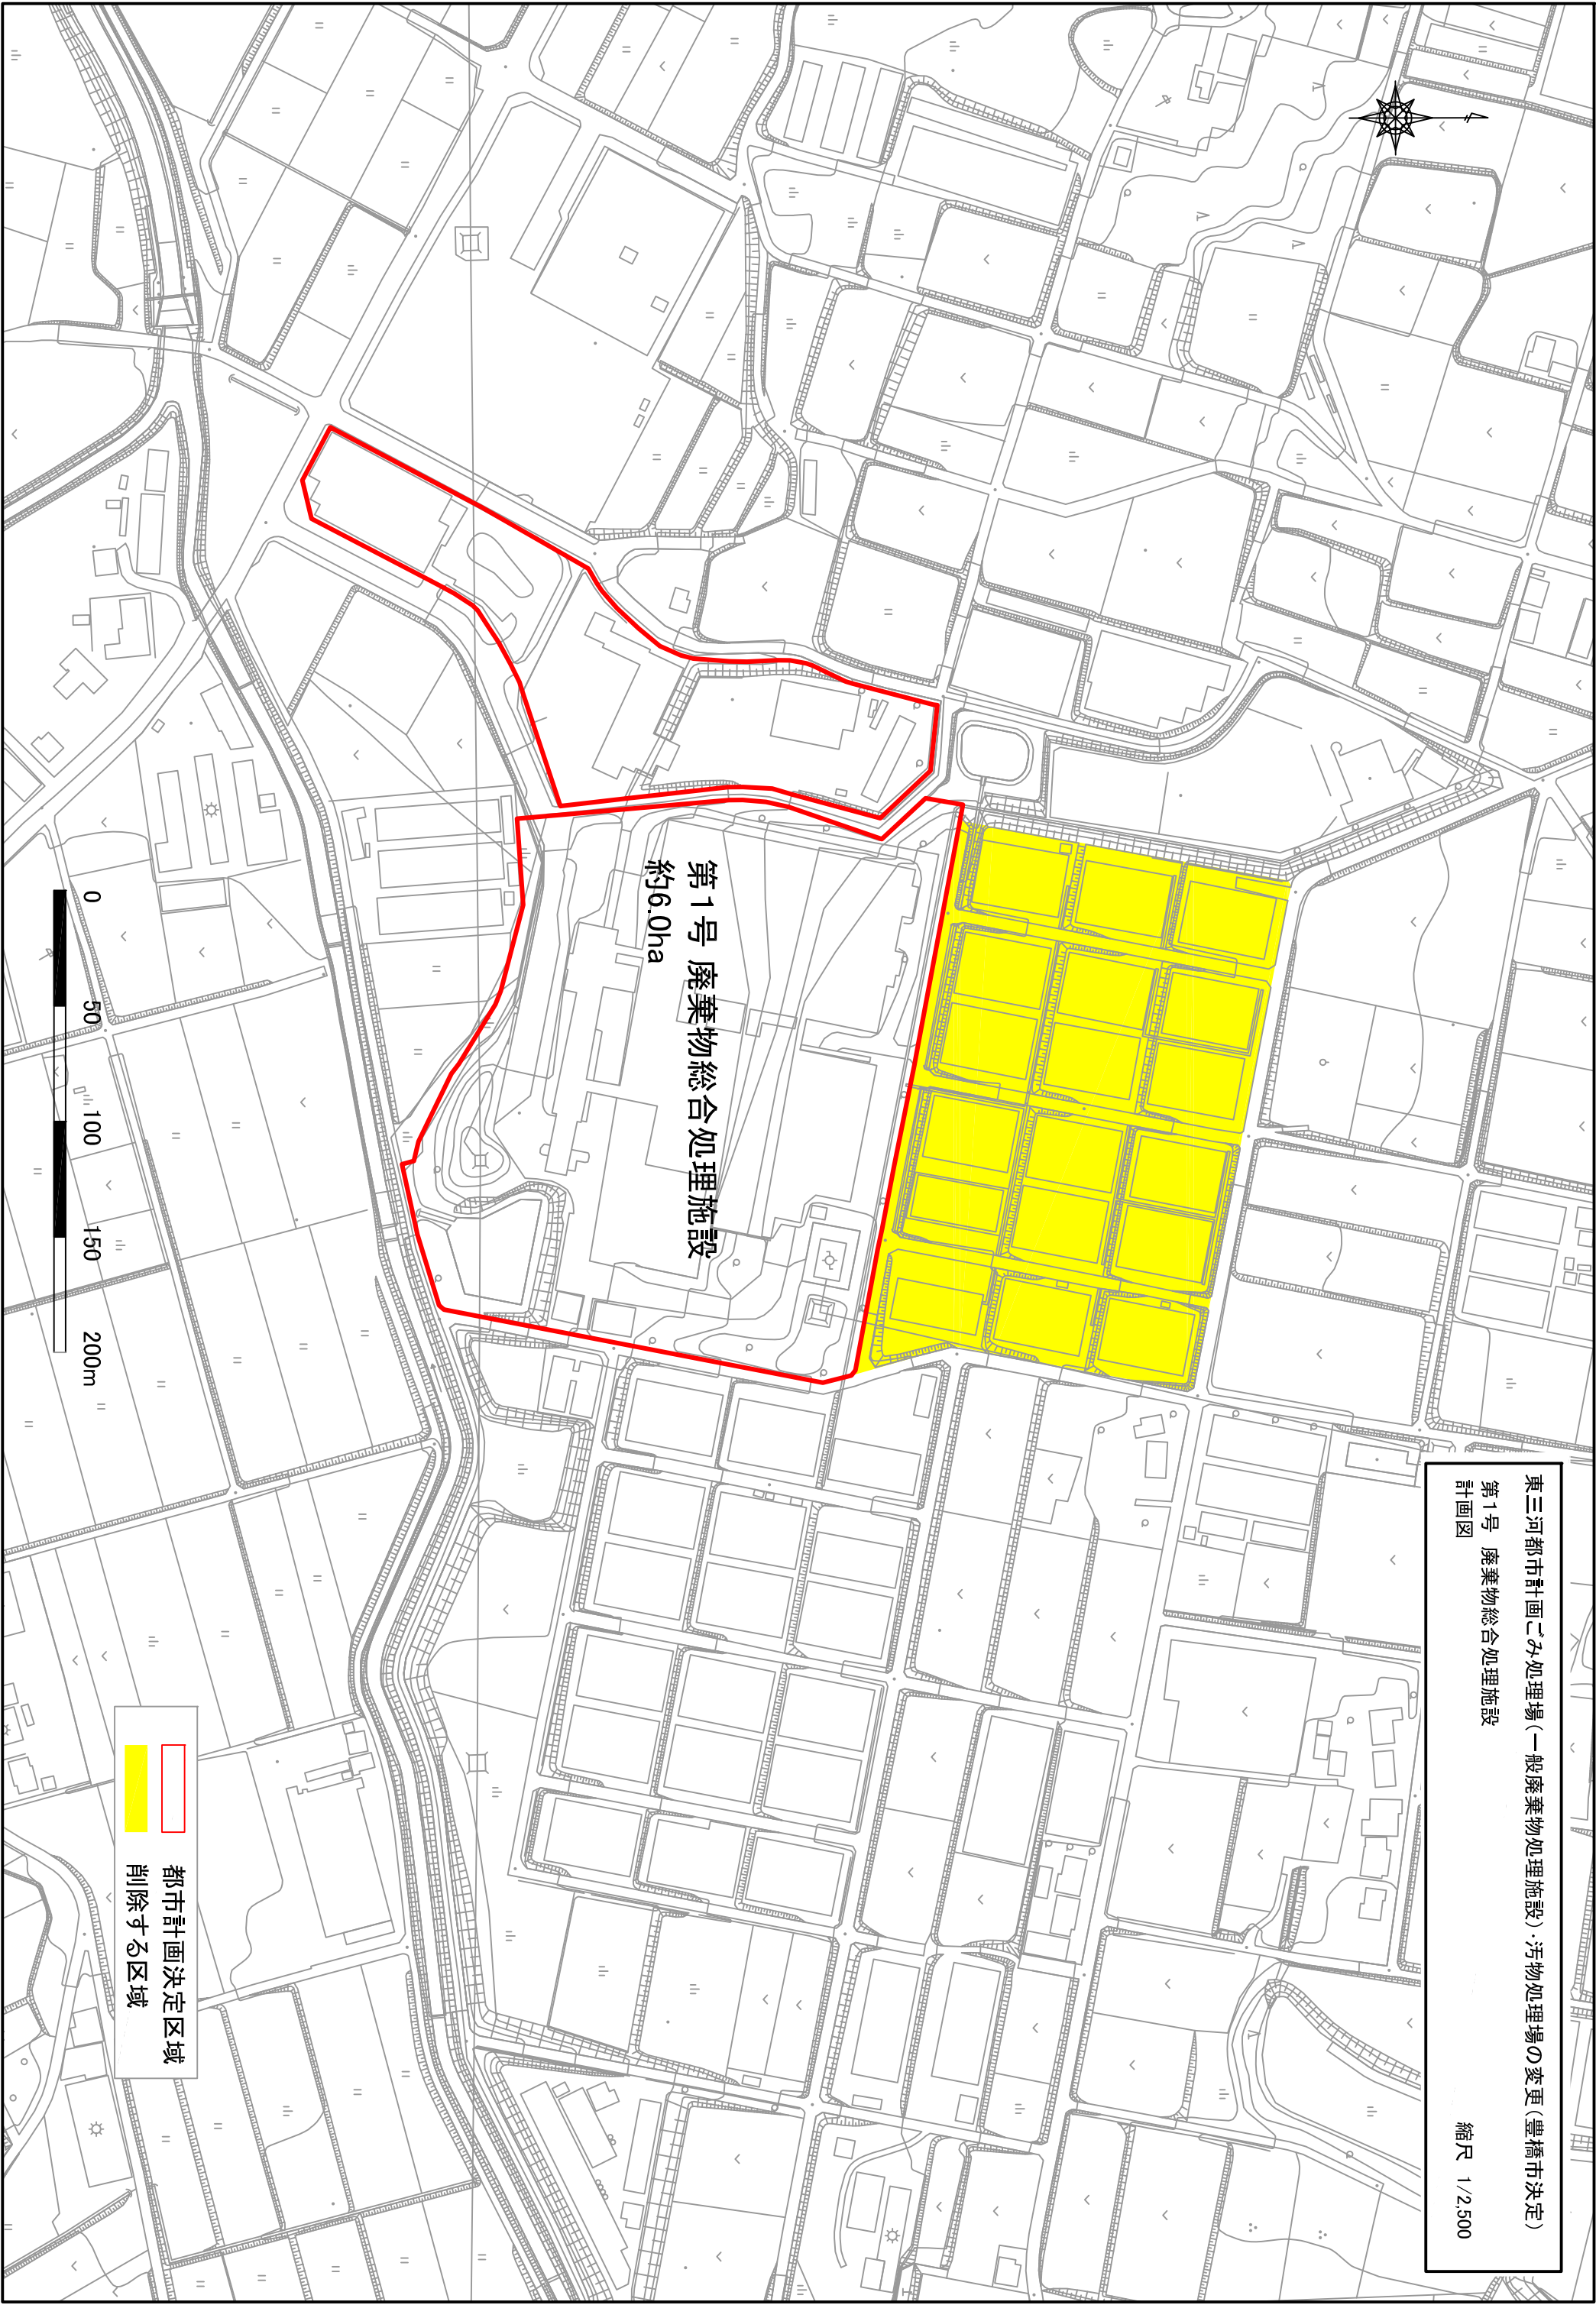 東三河都市計画ごみ処理場(一般廃棄物処理施設)・汚物処理場の変更(豊橋市決定)
第1号 廃棄物総合処理施設
計画図
縮尺 1/2,500
第1号 廃棄物総合処理施設
約6.0ha
0 50 100 150 200m
都市計画決定区域
削除する区域